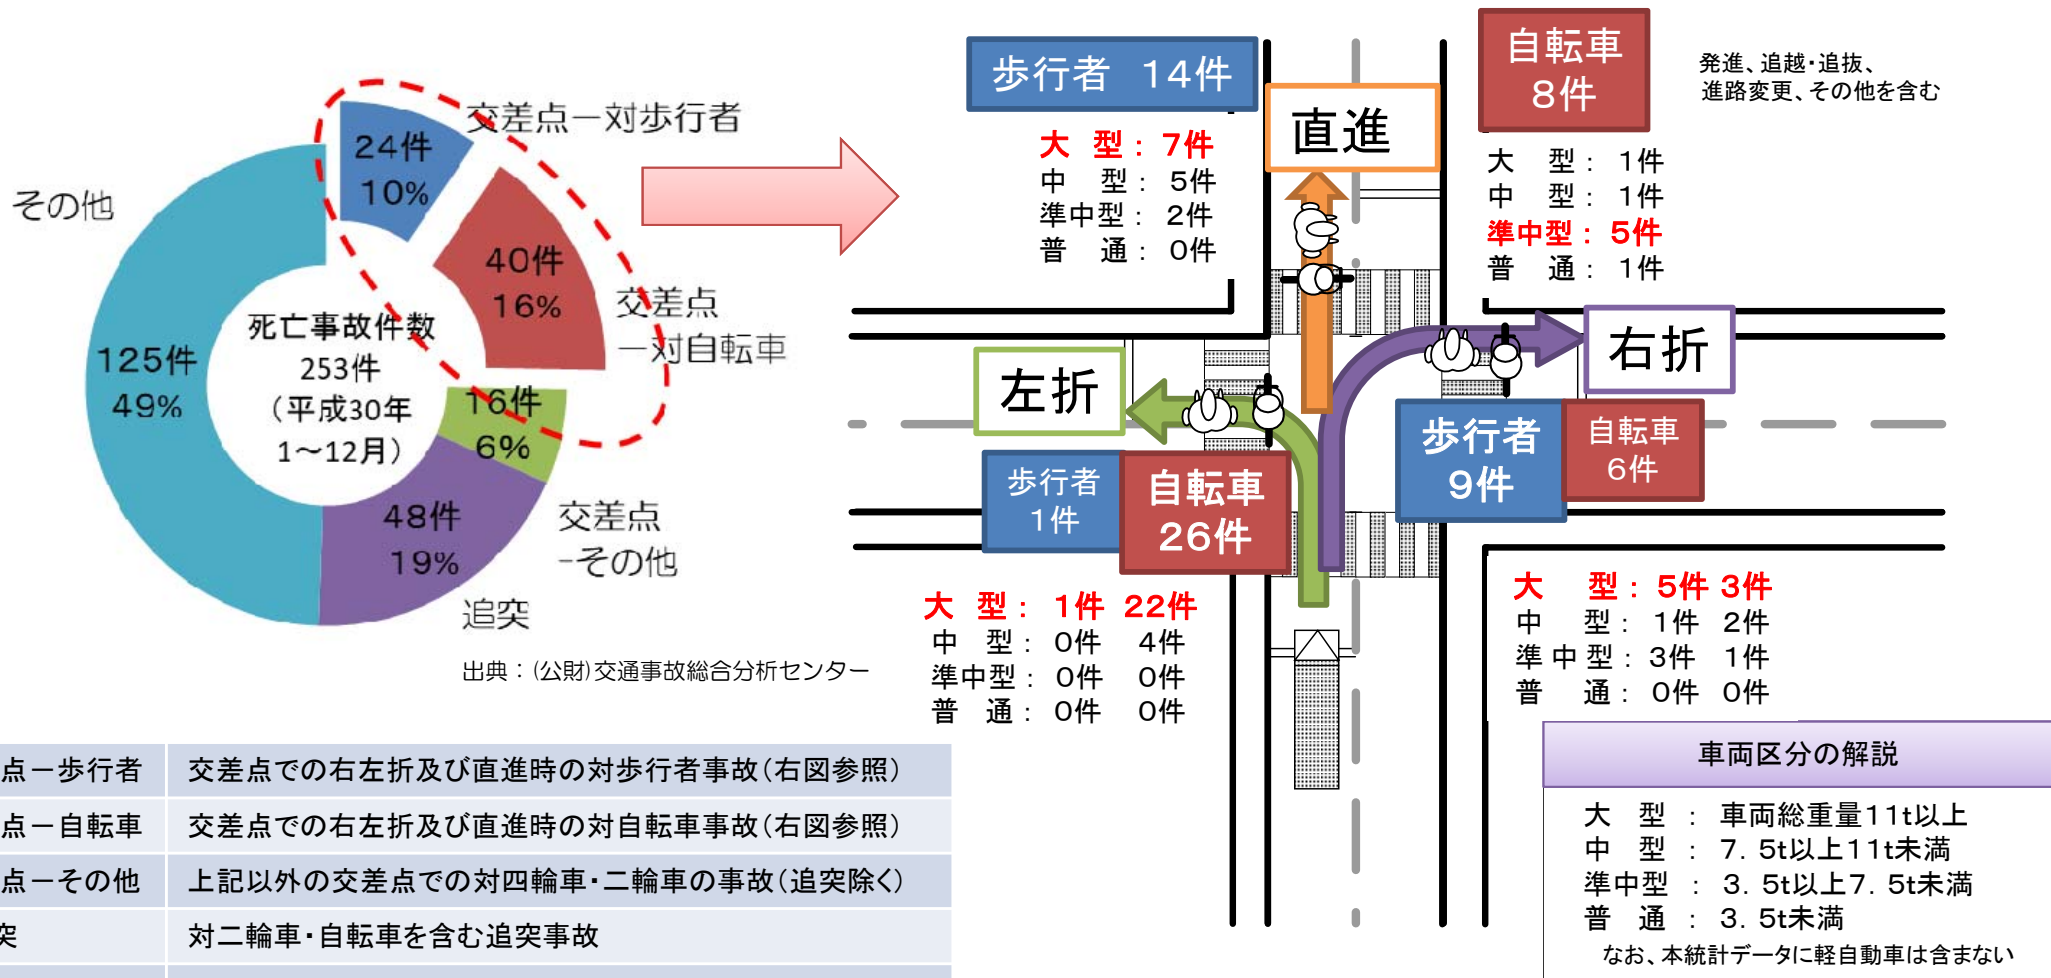 交差点－対歩行者
24件
10%
その他
40件
16%
交差点
－対自転車
死亡事故件数
253件
（平成30年
1～12月）
125件
49%
16件
6%
48件
19%
交差点
-その他
追突
出典：(公財)交通事故総合分析センター
歩行者　14件
大　型： 7件
中　型： 5件
準中型： 2件
普　通： 0件
直進
自転車
8件
発進、追越・追抜、
進路変更、その他を含む
大　型： 1件
中　型： 1件
準中型： 5件
普　通： 1件
左折
右折
歩行者
1件
自転車
26件
歩行者
9件
自転車
6件
大　型： 1件 22件
中　型： 0件 4件
準中型： 0件 0件
普　通： 0件 0件
大　型： 5件 3件
中　型： 1件 2件
準中型： 3件 1件
普　通： 0件 0件
点－歩行者　交差点での右左折及び直進時の対歩行者事故（右図参照）
点－自転車　交差点での右左折及び直進時の対自転車事故（右図参照）
点－その他　上記以外の交差点での対四輪車・二輪車の事故（追突除く）
突　対二輪車・自転車を含む追突事故
車両区分の解説
大　型 ： 車両総重量11t以上
中　型 ： 7．5t以上11t未満
準中型 ： 3．5t以上7．5t未満
普　通 ： 3．5t未満
なお、本統計データに軽自動車は含まない